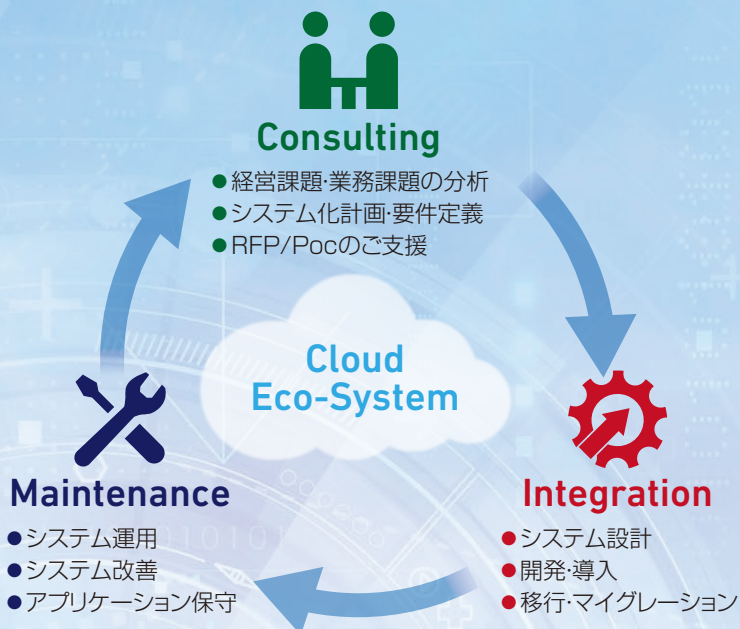 Consulting
●経営課題・業務課題の分析
●システム化計画・要件定義
●RFP/Pocのご支援
Cloud
Eco-System
Maintenance
●システム運用
●システム改善
●アプリケーション保守
Integration
●システム設計
●開発・導入
●移行・マイグレーション